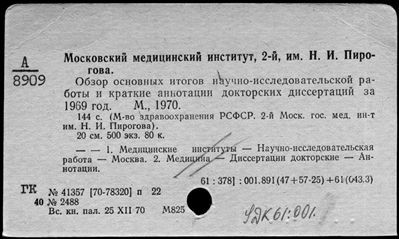 А
8909
Московский медицинский институт, 2-й, им. Н. И. Пирогова.
Обзор основных итогов научно-исследовательской работы и краткие аннотации докторских диссертаций за
1969 год. М., 1970.
144 с. (М-во здравоохранения РСФСР. 2-й Моск. гос. мед. ин-т
им. Н. И. Пирогова).
20 см. 500 экз. 80 к.
— — 1. Медицинские институты — Научно-исследовательская
работа — Москва. 2. Медицина — Диссертации докторские — Аннотации.
61 : 378] : 001.891(47+57-25)+61(043.3)
ГК № 41357 [70-78320] п 22
40 № 2488
Вс. кн. пал. 25 XII 70 М825
УДК 61:001.